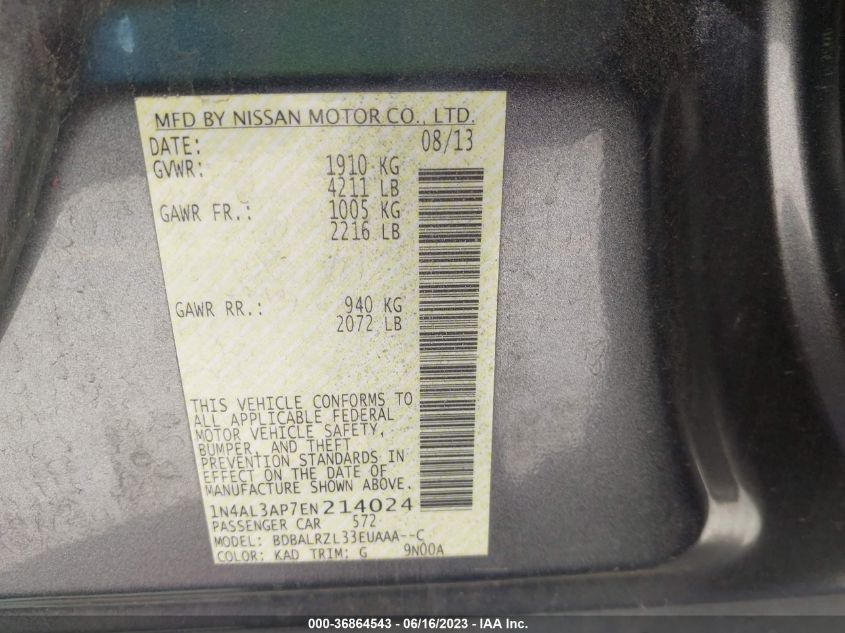 MFD BY NISSAN MOTOR CO., LTD.
DATE: 08/13
GVWR: 1910 KG
4211 LB
GAWR FR.: 1005 KG
2216 LB
GAWR RR.: 940 KG
2072 LB
THIS VEHICLE CONFORMS TO
ALL APPLICABLE FEDERAL
MOTOR VEHICLE SAFETY,
BUMPER, AND THEFT
PREVENTION STANDARDS IN
EFFECT ON THE DATE OF
MANUFACTURE SHOWN ABOVE.
1N4AL3AP7EN214024
PASSENGER CAR 572
MODEL: BDBALRZL33EUAAA--C
COLOR: KAD TRIM: G 9N00A
000-36864543 - 06/16/2023 - IAA Inc.